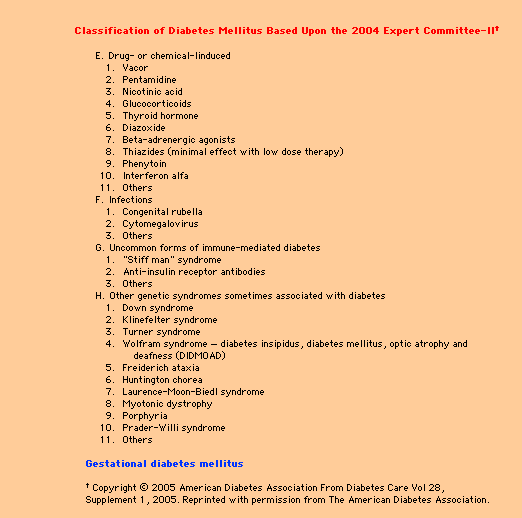 Classification of Diabetes Mellitus Based Upon the 2004 Expert Committee-II†
E. Drug- or chemical-linduced
1. Vacor
2. Pentamidine
3. Nicotinic acid
4. Glucocorticoids
5. Thyroid hormone
6. Diazoxide
7. Beta-adrenergic agonists
8. Thiazides (minimal effect with low dose therapy)
9. Phenytoin
10. Interferon alfa
11. Others
F. Infections
1. Congenital rubella
2. Cytomegalovirus
3. Others
G. Uncommon forms of immune-mediated diabetes
1. "Stiff man" syndrome
2. Anti-insulin receptor antibodies
3. Others
H. Other genetic syndromes sometimes associated with diabetes
1. Down syndrome
2. Klinefelter syndrome
3. Turner syndrome
4. Wolfram syndrome – diabetes insipidus, diabetes mellitus, optic atrophy and
deafness (DIDMOAD)
5. Freiderich ataxia
6. Huntington chorea
7. Laurence-Moon-Biedl syndrome
8. Myotonic dystrophy
9. Porphyria
10. Prader-Willi syndrome
11. Others
Gestational diabetes mellitus
† Copyright © 2005 American Diabetes Association From Diabetes Care Vol 28,
Supplement 1, 2005. Reprinted with permission from The American Diabetes Association.